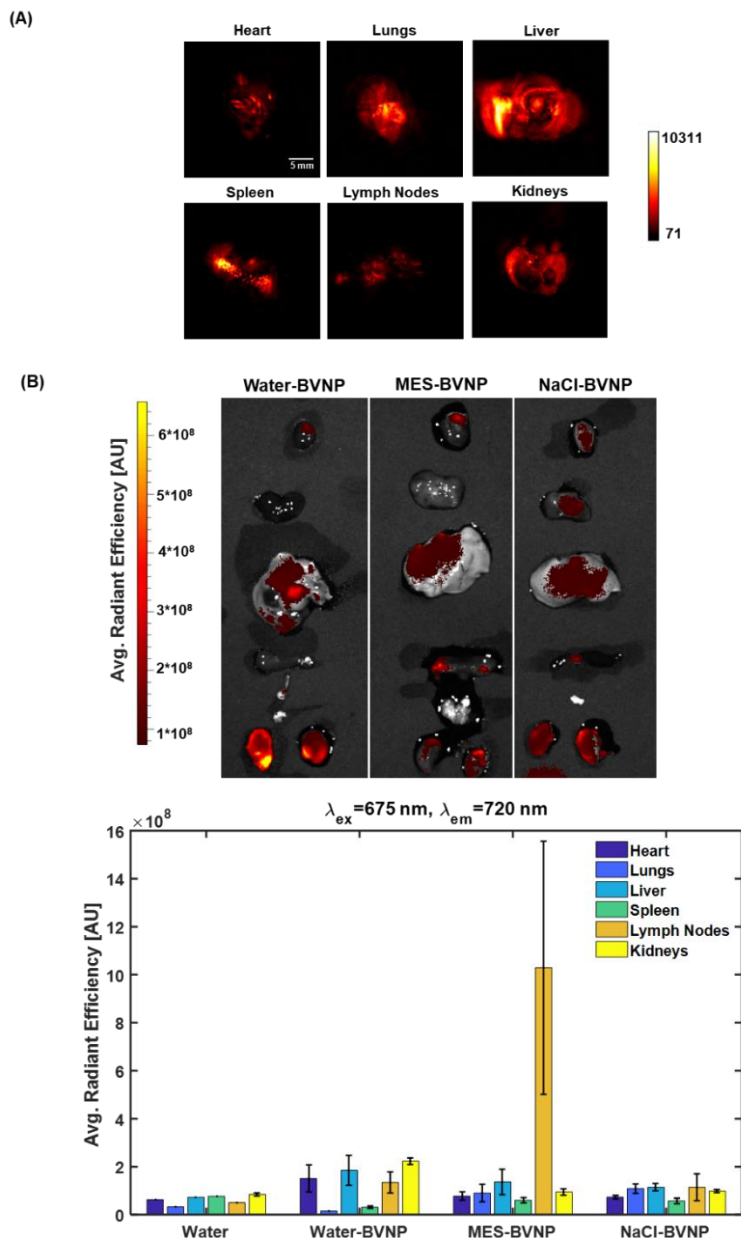 (A)
Heart Lungs Liver
5 mm
10311
71
Spleen Lymph Nodes Kidneys
(B)
Water-BVNP MES-BVNP NaCl-BVNP
Avg. Radiant Efficiency [AU]
6*10⁸
5*10⁸
4*10⁸
3*10⁸
2*10⁸
1*10⁸
λex=675 nm, λem=720 nm
×10⁸
Avg. Radiant Efficiency [AU]
16
14
12
10
8
6
4
2
0
Heart
Lungs
Liver
Spleen
Lymph Nodes
Kidneys
Water Water-BVNP MES-BVNP NaCl-BVNP